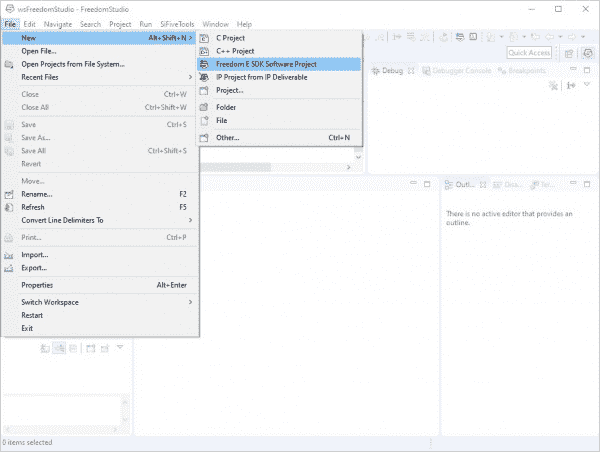 wsFreedomStudio - FreedomStudio
File Edit Navigate Search Project Run SiFiveTools Window Help
New Alt+Shift+N >
Open File...
Open Projects from File System...
Recent Files >
Close Ctrl+W
Close All Ctrl+Shift+W
Save Ctrl+S
Save As...
Save All Ctrl+Shift+S
Revert
Move...
Rename... F2
Refresh F5
Convert Line Delimiters To >
Print... Ctrl+P
Import...
Export...
Properties Alt+Enter
Switch Workspace >
Restart
Exit
C Project
C++ Project
Freedom E SDK Software Project
IP Project from IP Deliverable
Project...
Folder
File
Other... Ctrl+N
Quick Access
Debug Debugger Console Breakpoints
Outl... Disa... Ter...
There is no active editor that provides an
outline.
0 items selected